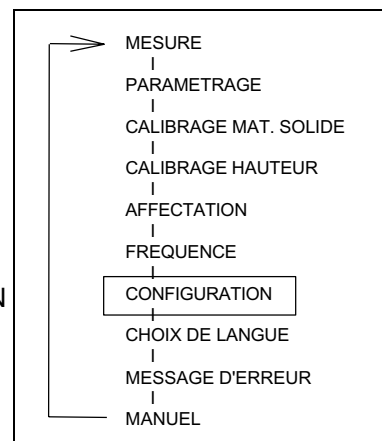 MESURE
PARAMETRAGE
CALIBRAGE MAT. SOLIDE
CALIBRAGE HAUTEUR
AFFECTATION
FREQUENCE
CONFIGURATION
CHOIX DE LANGUE
MESSAGE D'ERREUR
MANUEL